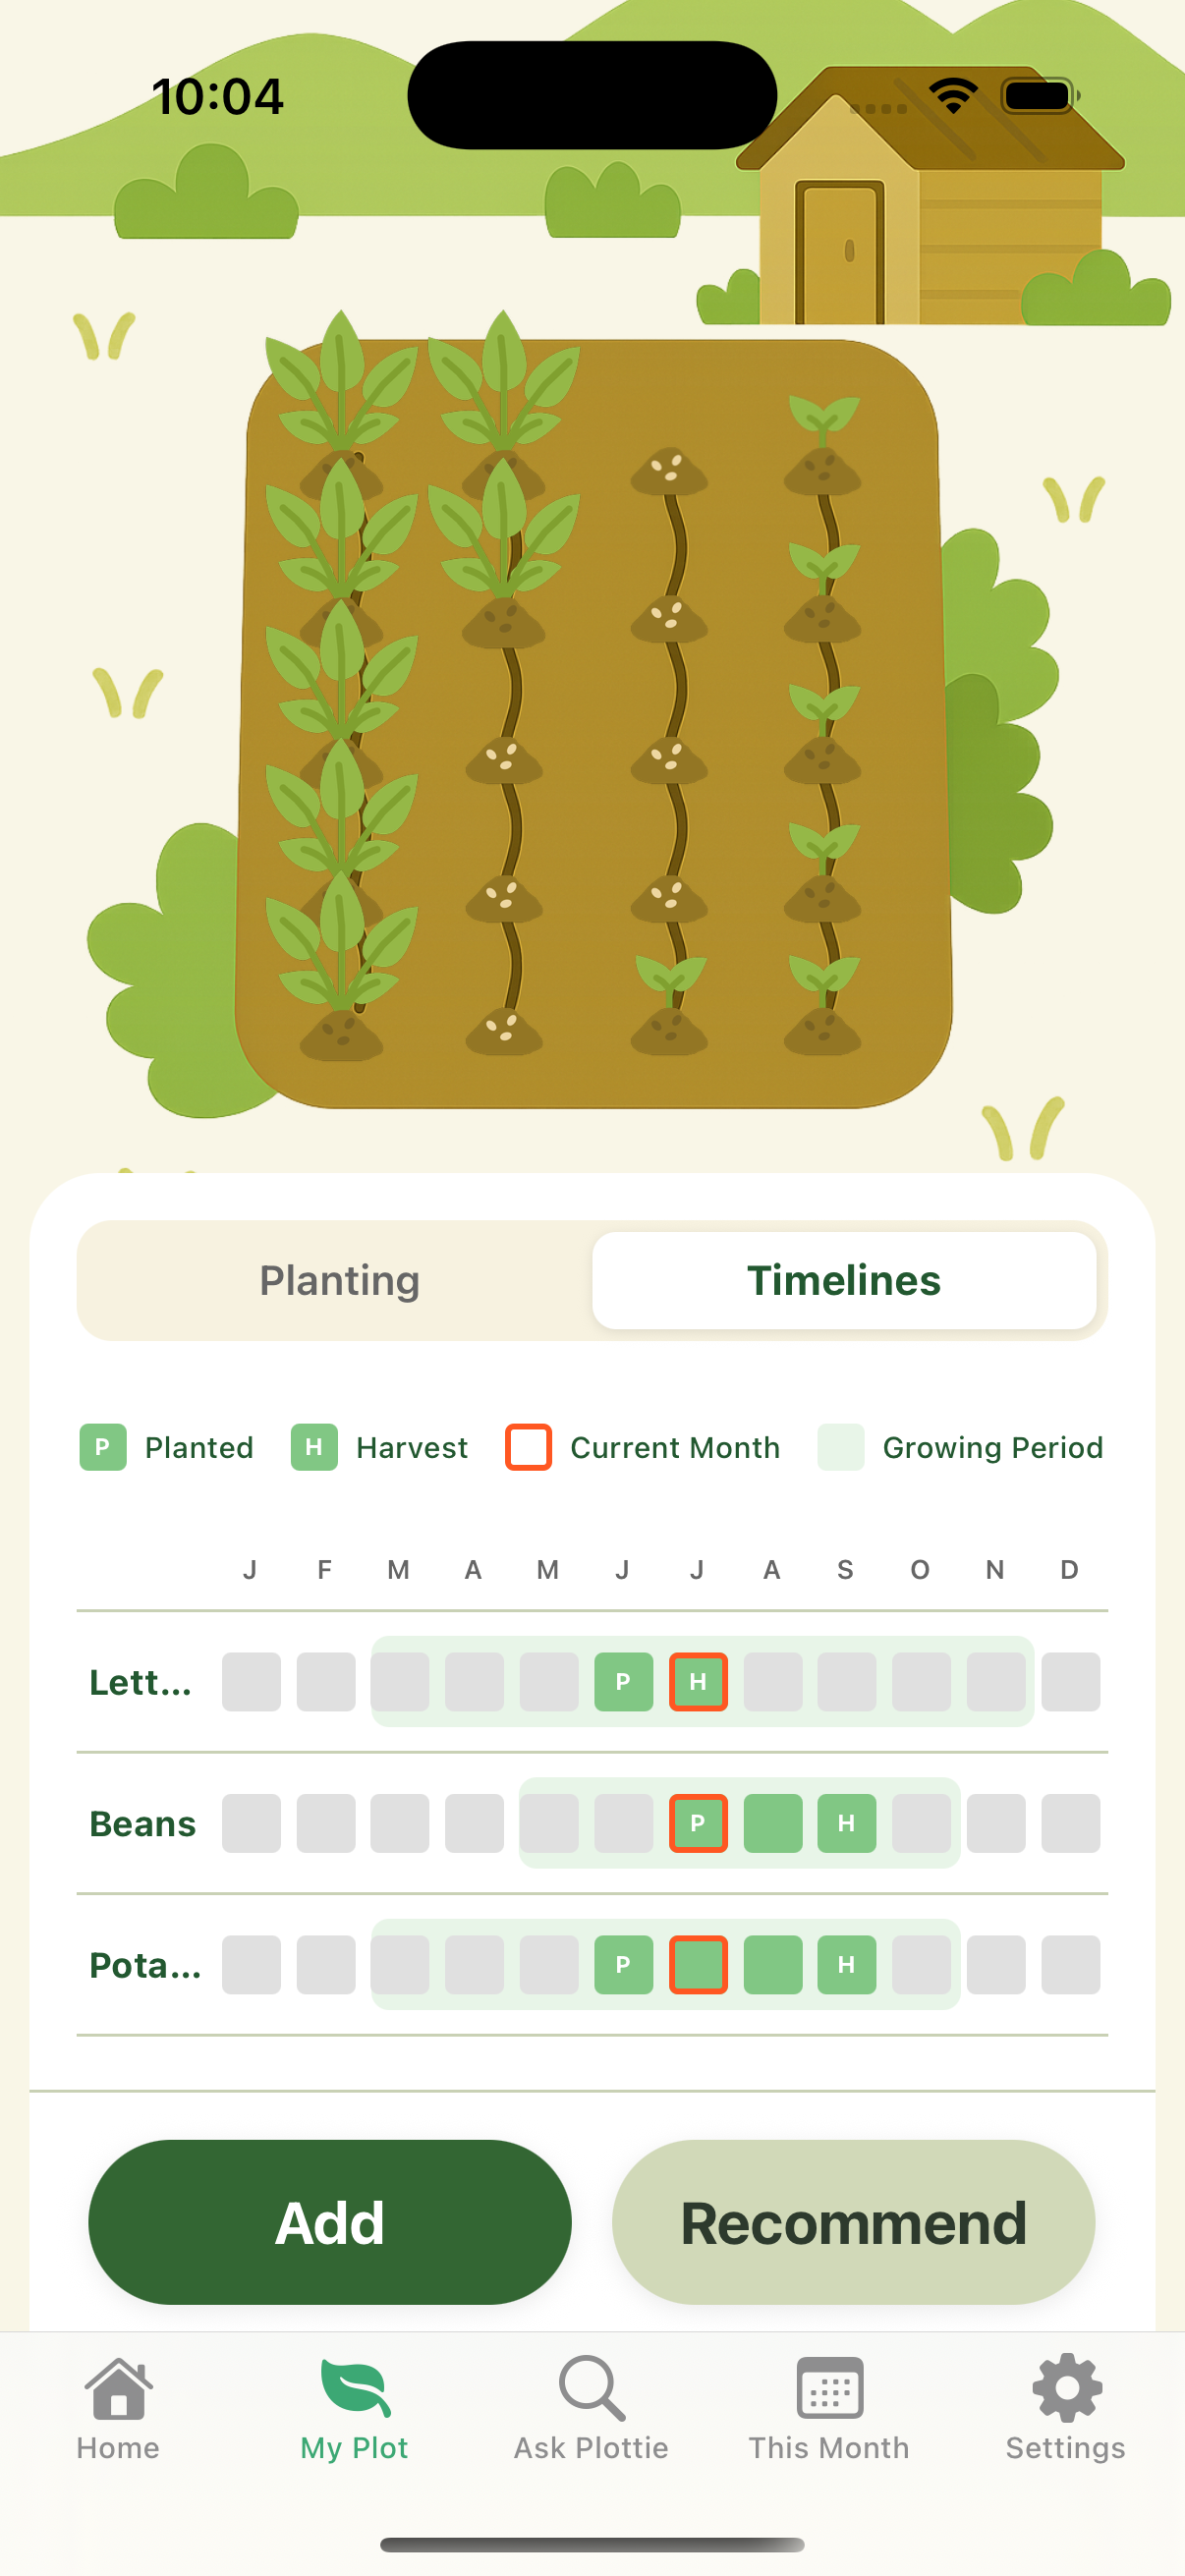 10:04
Planting Timelines
P Planted H Harvest Current Month Growing Period
J F M A M J J A S O N D
Lett... P H
Beans P H
Pota... P H
Add Recommend
Home My Plot Ask Plottie This Month Settings